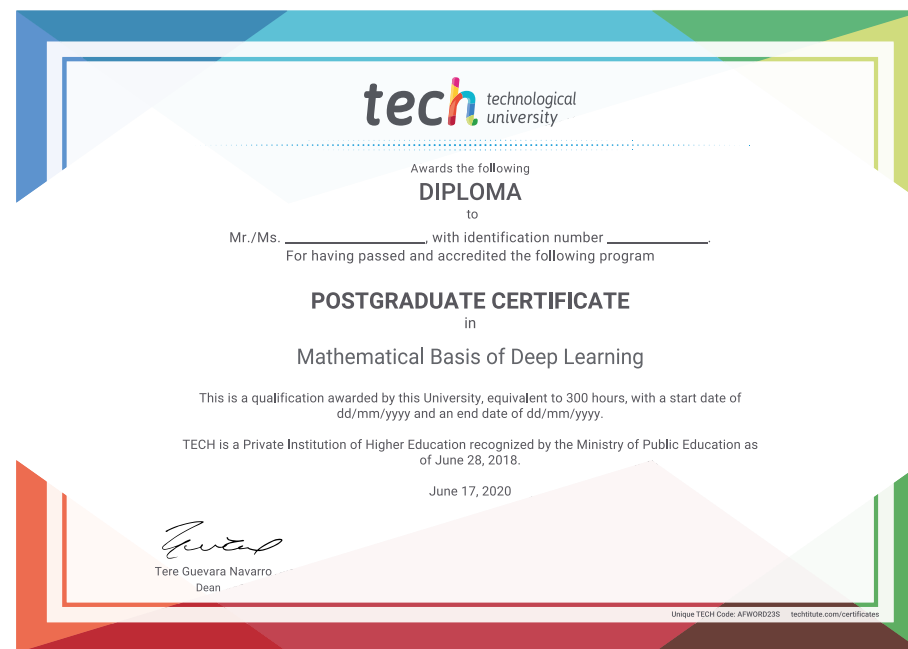 tech technological
university
Awards the following
DIPLOMA
to
Mr./Ms. ____________, with identification number ____________.
For having passed and accredited the following program
POSTGRADUATE CERTIFICATE
in
Mathematical Basis of Deep Learning
This is a qualification awarded by this University, equivalent to 300 hours, with a start date of
dd/mm/yyyy and an end date of dd/mm/yyyy.
TECH is a Private Institution of Higher Education recognized by the Ministry of Public Education as
of June 28, 2018.
June 17, 2020
Tere Guevara Navarro
Dean
Unique TECH Code: AFWORD23S techtitute.com/certificates